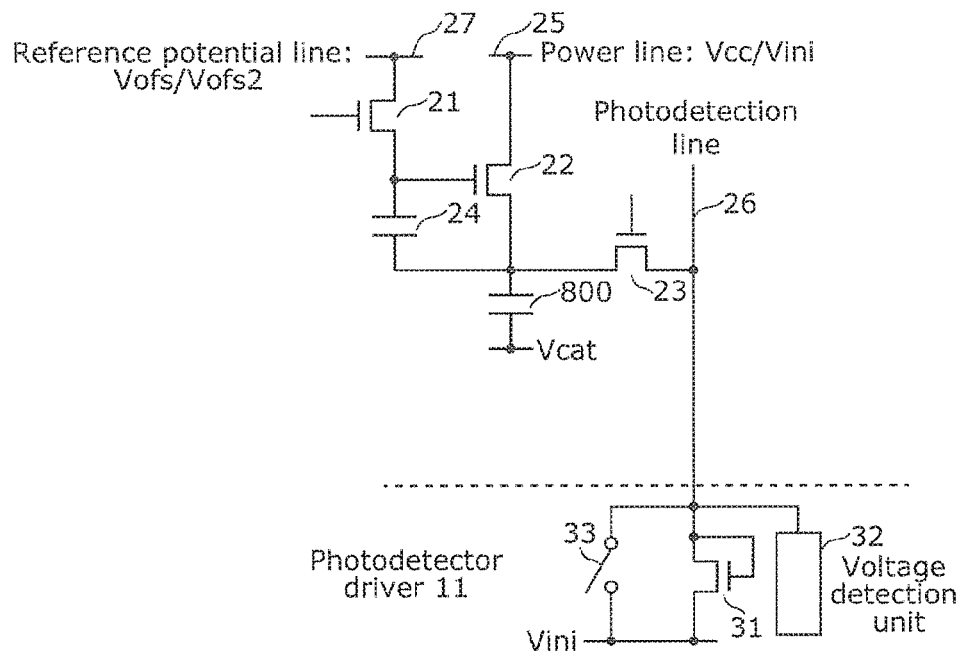 27
25
Reference potential line:
Vofs/Vofs2
Power line: Vcc/Vini
21
Photodetection
line
22
24
26
800
23
Vcat
Photodetector
driver 11
33
32
Voltage
detection
unit
31
Vini